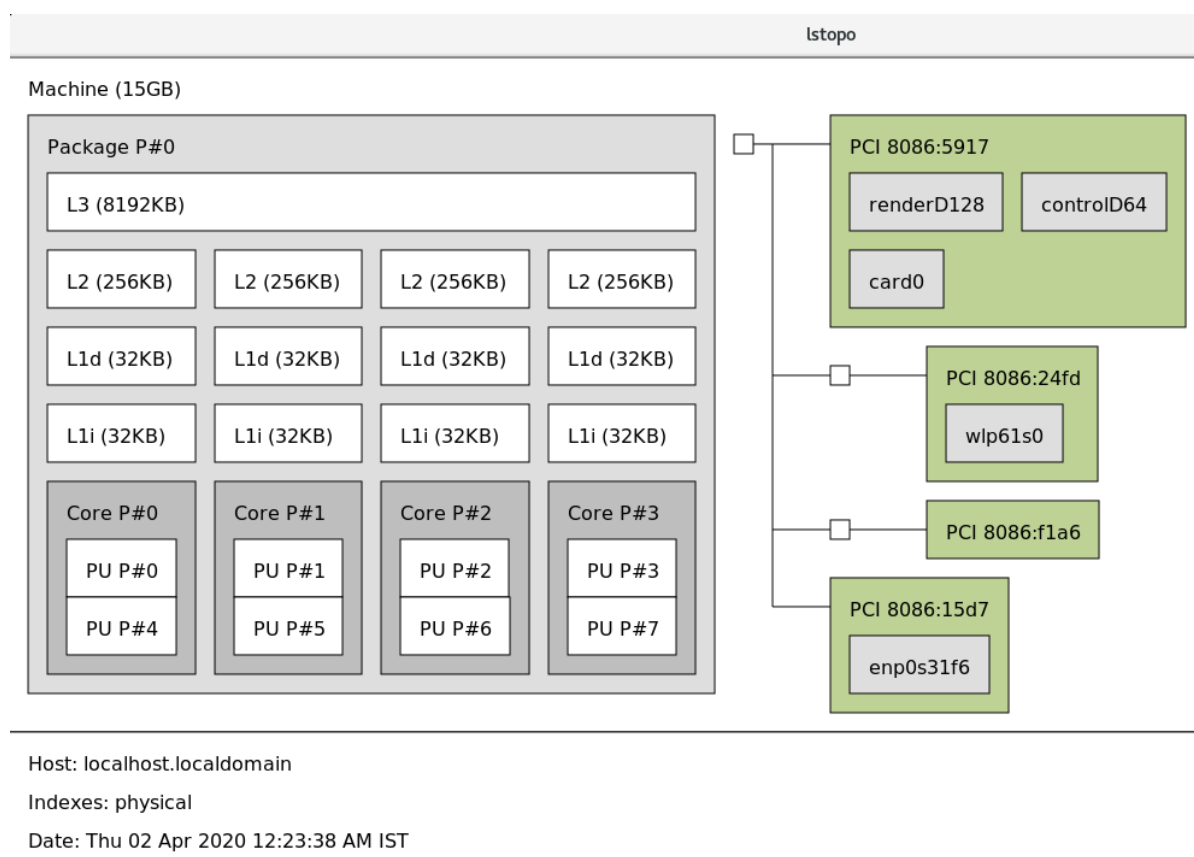 lstopo
Machine (15GB)
Package P#0
L3 (8192KB)
L2 (256KB) L2 (256KB) L2 (256KB) L2 (256KB)
L1d (32KB) L1d (32KB) L1d (32KB) L1d (32KB)
L1i (32KB) L1i (32KB) L1i (32KB) L1i (32KB)
Core P#0 Core P#1 Core P#2 Core P#3
PU P#0 PU P#1 PU P#2 PU P#3
PU P#4 PU P#5 PU P#6 PU P#7
PCI 8086:5917
renderD128 controlD64
card0
PCI 8086:24fd
wlp61s0
PCI 8086:f1a6
PCI 8086:15d7
enp0s31f6
Host: localhost.localdomain
Indexes: physical
Date: Thu 02 Apr 2020 12:23:38 AM IST